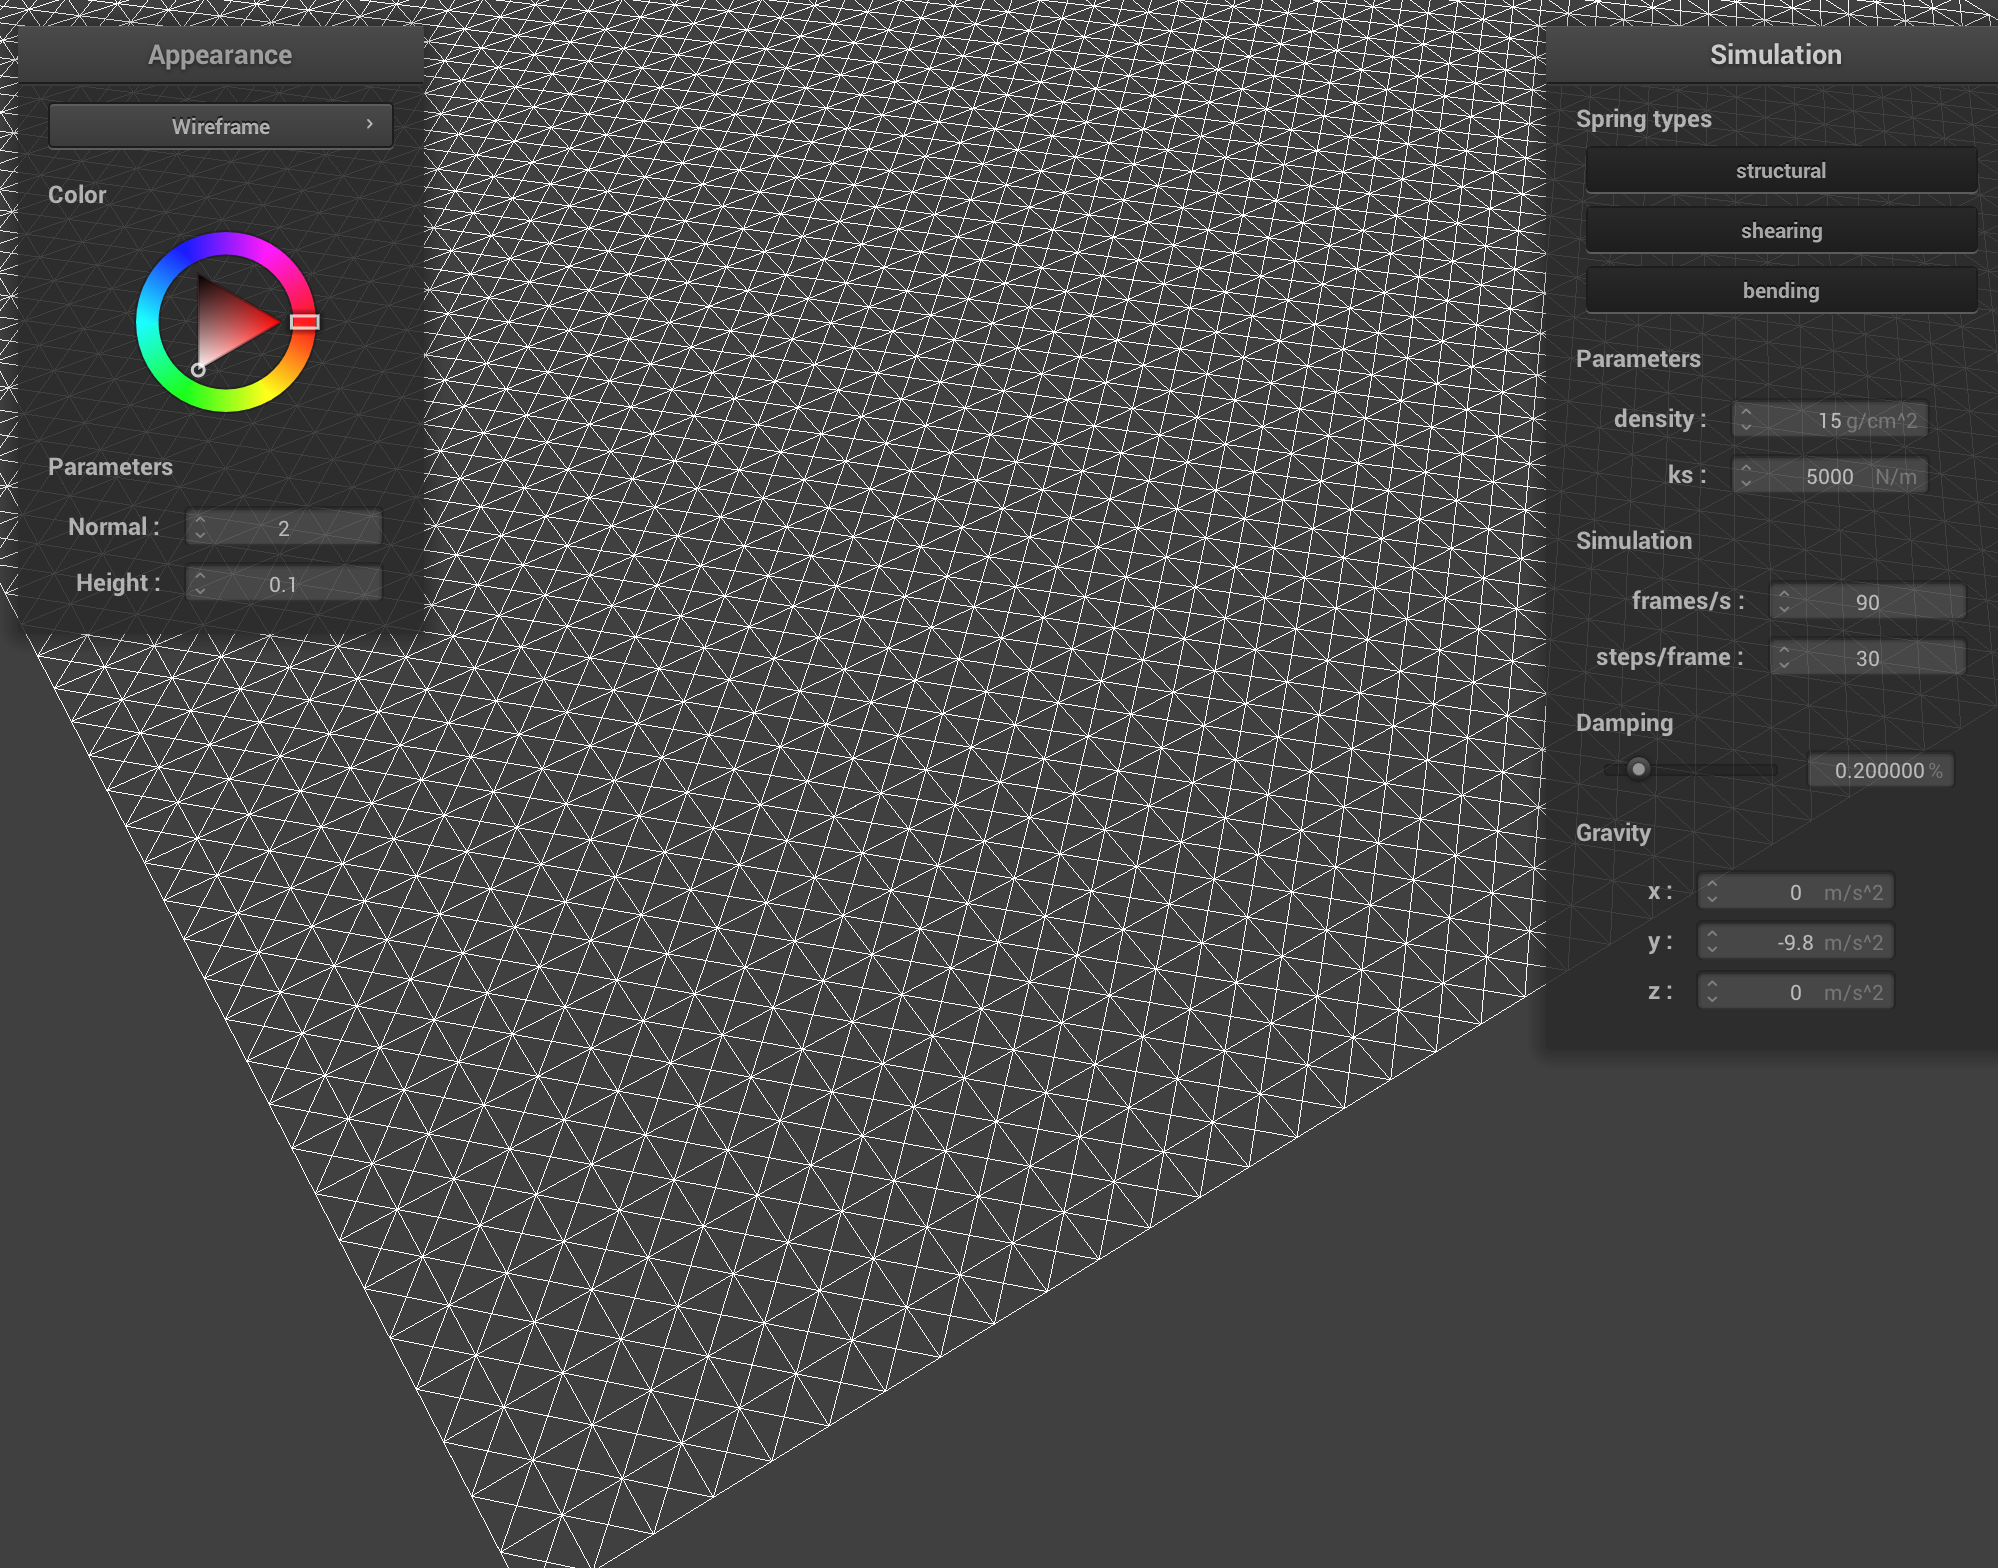 Appearance
Wireframe ›
Color
Parameters
Normal : 2
Height : 0.1
Simulation
Spring types
structural
shearing
bending
Parameters
density : 15 g/cm^2
ks : 5000 N/m
Simulation
frames/s : 90
steps/frame : 30
Damping
0.200000 %
Gravity
x : 0 m/s^2
y : -9.8 m/s^2
z : 0 m/s^2